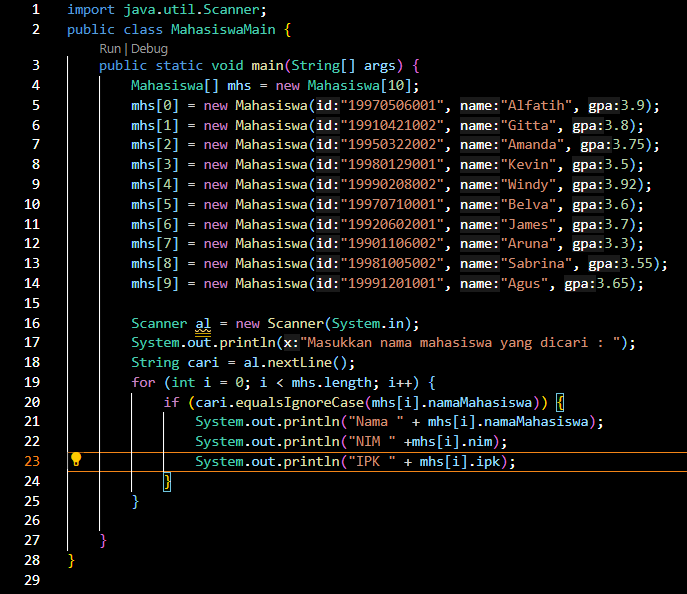 1 import java.util.Scanner;
2 public class MahasiswaMain {
Run | Debug
3 public static void main(String[] args) {
4 Mahasiswa[] mhs = new Mahasiswa[10];
5 mhs[0] = new Mahasiswa(id:"19970506001", name:"Alfatih", gpa:3.9);
6 mhs[1] = new Mahasiswa(id:"19910421002", name:"Gitta", gpa:3.8);
7 mhs[2] = new Mahasiswa(id:"19950322002", name:"Amanda", gpa:3.75);
8 mhs[3] = new Mahasiswa(id:"19980129001", name:"Kevin", gpa:3.5);
9 mhs[4] = new Mahasiswa(id:"19990208002", name:"Windy", gpa:3.92);
10 mhs[5] = new Mahasiswa(id:"19970710001", name:"Belva", gpa:3.6);
11 mhs[6] = new Mahasiswa(id:"19920602001", name:"James", gpa:3.7);
12 mhs[7] = new Mahasiswa(id:"19901106002", name:"Aruna", gpa:3.3);
13 mhs[8] = new Mahasiswa(id:"19981005002", name:"Sabrina", gpa:3.55);
14 mhs[9] = new Mahasiswa(id:"19991201001", name:"Agus", gpa:3.65);
15
16 Scanner al = new Scanner(System.in);
17 System.out.println(x:"Masukkan nama mahasiswa yang dicari : ");
18 String cari = al.nextLine();
19 for (int i = 0; i < mhs.length; i++) {
20 if (cari.equalsIgnoreCase(mhs[i].namaMahasiswa)) {
21 System.out.println("Nama " + mhs[i].namaMahasiswa);
22 System.out.println("NIM " +mhs[i].nim);
23 System.out.println("IPK " + mhs[i].ipk);
24 }
25 }
26
27 }
28 }
29